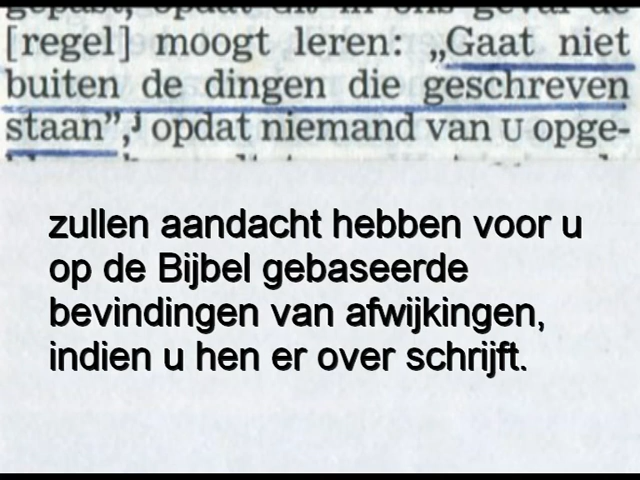 [regel] moogt leren: „Gaat niet
buiten de dingen die geschreven
staan”,ʲ opdat niemand van U opge-
zullen aandacht hebben voor u
op de Bijbel gebaseerde
bevindingen van afwijkingen,
indien u hen er over schrijft.